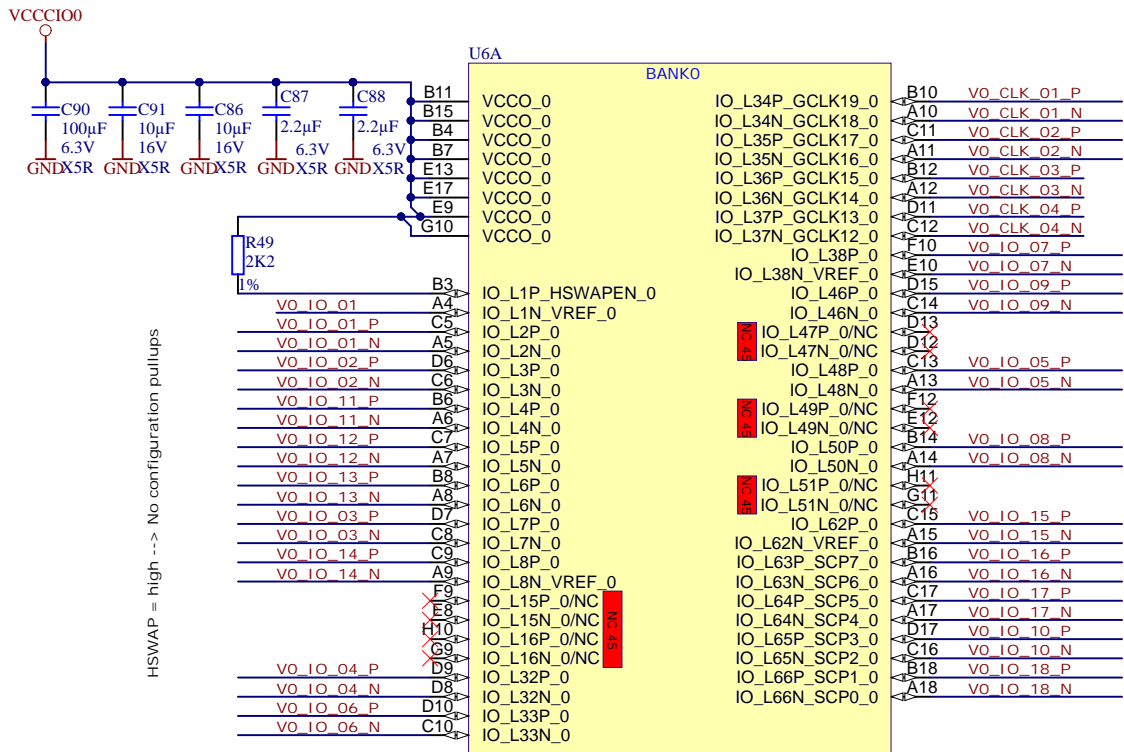 VCCCIO0
C90
100µF
6.3V
X5R
GND
C91
10µF
16V
X5R
GND
C86
10µF
16V
X5R
GND
C87
2.2µF
6.3V
X5R
GND
C88
2.2µF
6.3V
X5R
GND
R49
2K2
1%
HSWAP = high --> No configuration pullups
U6A
BANK0
B11 VCCO_0
B15 VCCO_0
B4 VCCO_0
B7 VCCO_0
E13 VCCO_0
E17 VCCO_0
E9 VCCO_0
G10 VCCO_0
B3 IO_L1P_HSWAPEN_0
V0_IO_01 A4 IO_L1N_VREF_0
V0_IO_01_P C5 IO_L2P_0
V0_IO_01_N A5 IO_L2N_0
V0_IO_02_P D6 IO_L3P_0
V0_IO_02_N C6 IO_L3N_0
V0_IO_11_P B6 IO_L4P_0
V0_IO_11_N A6 IO_L4N_0
V0_IO_12_P C7 IO_L5P_0
V0_IO_12_N A7 IO_L5N_0
V0_IO_13_P B8 IO_L6P_0
V0_IO_13_N A8 IO_L6N_0
V0_IO_03_P D7 IO_L7P_0
V0_IO_03_N C8 IO_L7N_0
V0_IO_14_P C9 IO_L8P_0
V0_IO_14_N A9 IO_L8N_VREF_0
F9 IO_L15P_0/NC
E8 IO_L15N_0/NC
H10 IO_L16P_0/NC
G9 IO_L16N_0/NC
NC 45
V0_IO_04_P D9 IO_L32P_0
V0_IO_04_N D8 IO_L32N_0
V0_IO_06_P D10 IO_L33P_0
V0_IO_06_N C10 IO_L33N_0
IO_L34P_GCLK19_0 B10 V0_CLK_01_P
IO_L34N_GCLK18_0 A10 V0_CLK_01_N
IO_L35P_GCLK17_0 C11 V0_CLK_02_P
IO_L35N_GCLK16_0 A11 V0_CLK_02_N
IO_L36P_GCLK15_0 B12 V0_CLK_03_P
IO_L36N_GCLK14_0 A12 V0_CLK_03_N
IO_L37P_GCLK13_0 D11 V0_CLK_04_P
IO_L37N_GCLK12_0 C12 V0_CLK_04_N
IO_L38P_0 F10 V0_IO_07_P
IO_L38N_VREF_0 E10 V0_IO_07_N
IO_L46P_0 D15 V0_IO_09_P
IO_L46N_0 C14 V0_IO_09_N
NC 45
IO_L47P_0/NC D13
IO_L47N_0/NC D12
IO_L48P_0 C13 V0_IO_05_P
IO_L48N_0 A13 V0_IO_05_N
NC 45
IO_L49P_0/NC F12
IO_L49N_0/NC E12
IO_L50P_0 B14 V0_IO_08_P
IO_L50N_0 A14 V0_IO_08_N
NC 45
IO_L51P_0/NC H11
IO_L51N_0/NC G11
IO_L62P_0 C15 V0_IO_15_P
IO_L62N_VREF_0 A15 V0_IO_15_N
IO_L63P_SCP7_0 B16 V0_IO_16_P
IO_L63N_SCP6_0 A16 V0_IO_16_N
IO_L64P_SCP5_0 C17 V0_IO_17_P
IO_L64N_SCP4_0 A17 V0_IO_17_N
IO_L65P_SCP3_0 D17 V0_IO_10_P
IO_L65N_SCP2_0 C16 V0_IO_10_N
IO_L66P_SCP1_0 B18 V0_IO_18_P
IO_L66N_SCP0_0 A18 V0_IO_18_N